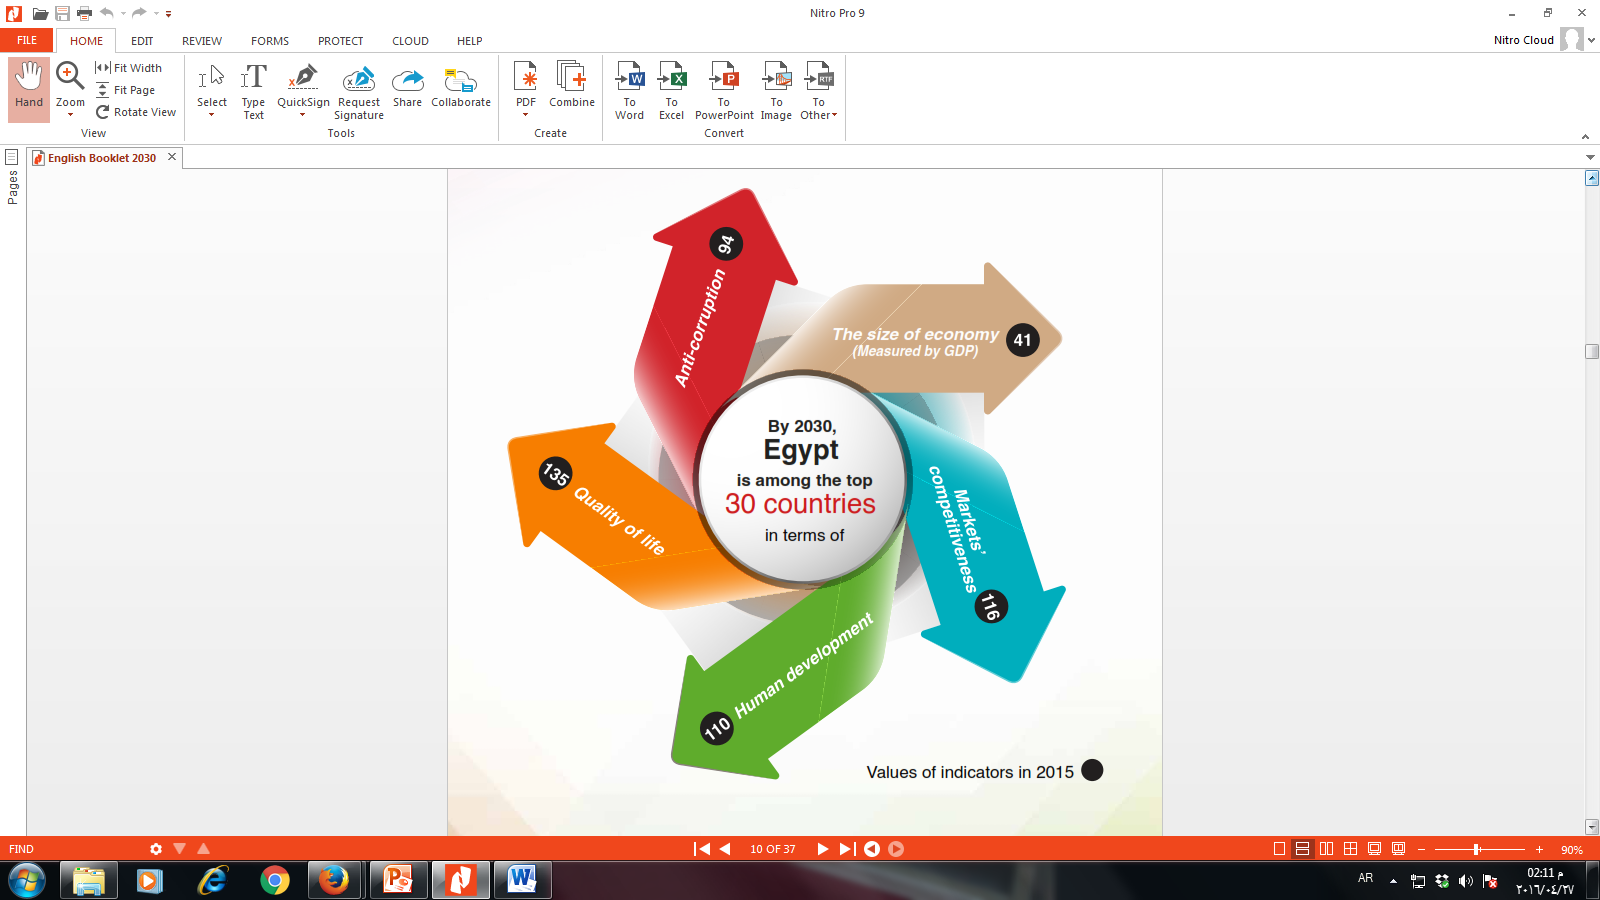 Nitro Pro 9
FILE
HOME
EDIT
REVIEW
FORMS
PROTECT
CLOUD
HELP
Nitro Cloud
Hand
Zoom
Fit Width
Fit Page
Rotate View
View
Select
Type
Text
QuickSign
Request
Signature
Share
Collaborate
Tools
PDF
Combine
Create
To
Word
To
Excel
To
PowerPoint
To
Image
To
Other
Convert
English Booklet 2030
Pages
94
Anti-corruption
The size of economy
(Measured by GDP)
41
By 2030,
Egypt
is among the top
30 countries
in terms of
135
Quality of life
Markets'
competitiveness
116
Human development
110
Values of indicators in 2015
FIND
10 OF 37
90%
AR
02:11 م
٢٠١٦/٠٤/٢٧